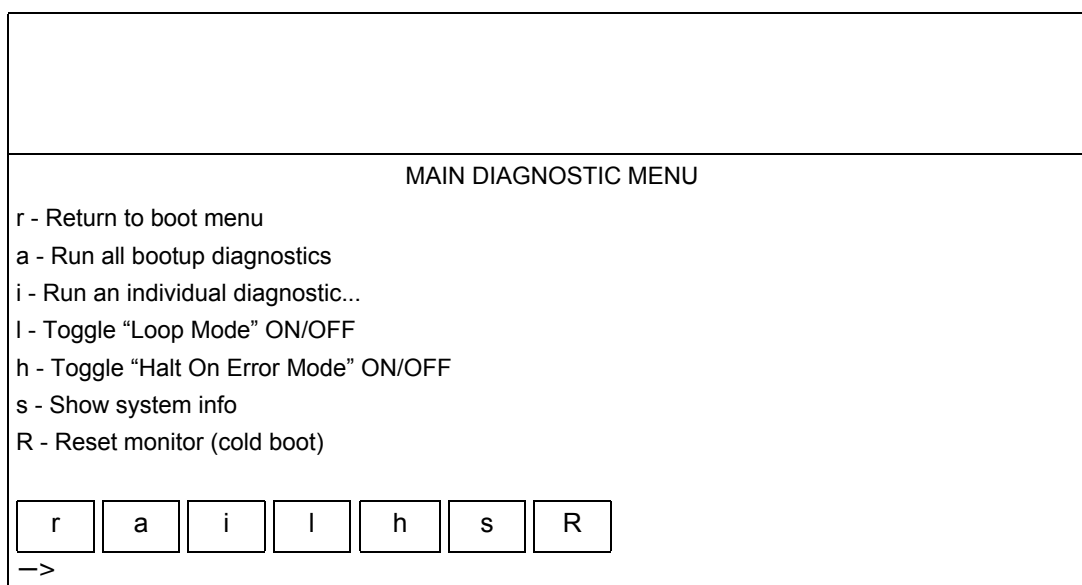 MAIN DIAGNOSTIC MENU
r - Return to boot menu
a - Run all bootup diagnostics
i - Run an individual diagnostic...
l - Toggle “Loop Mode” ON/OFF
h - Toggle “Halt On Error Mode” ON/OFF
s - Show system info
R - Reset monitor (cold boot)
r a i l h s R
—>